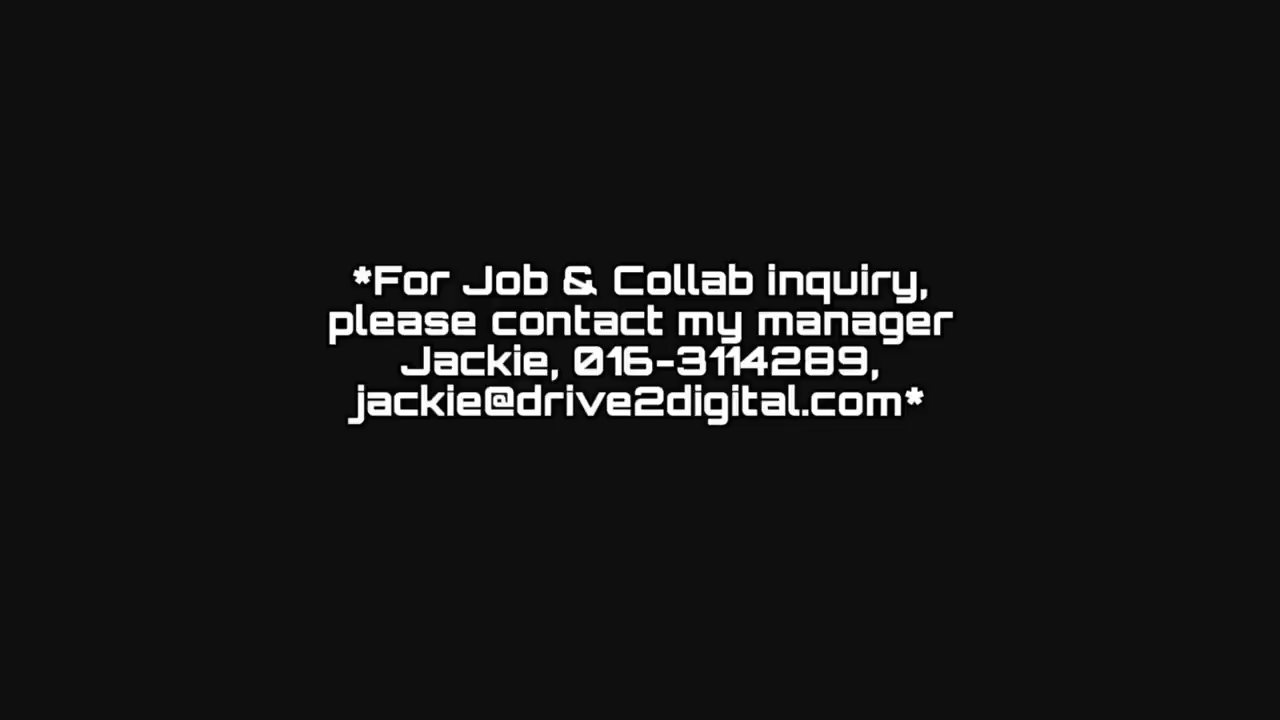 *For Job & Collab inquiry,
please contact my manager
Jackie, 016-3114289,
jackie@drive2digital.com*